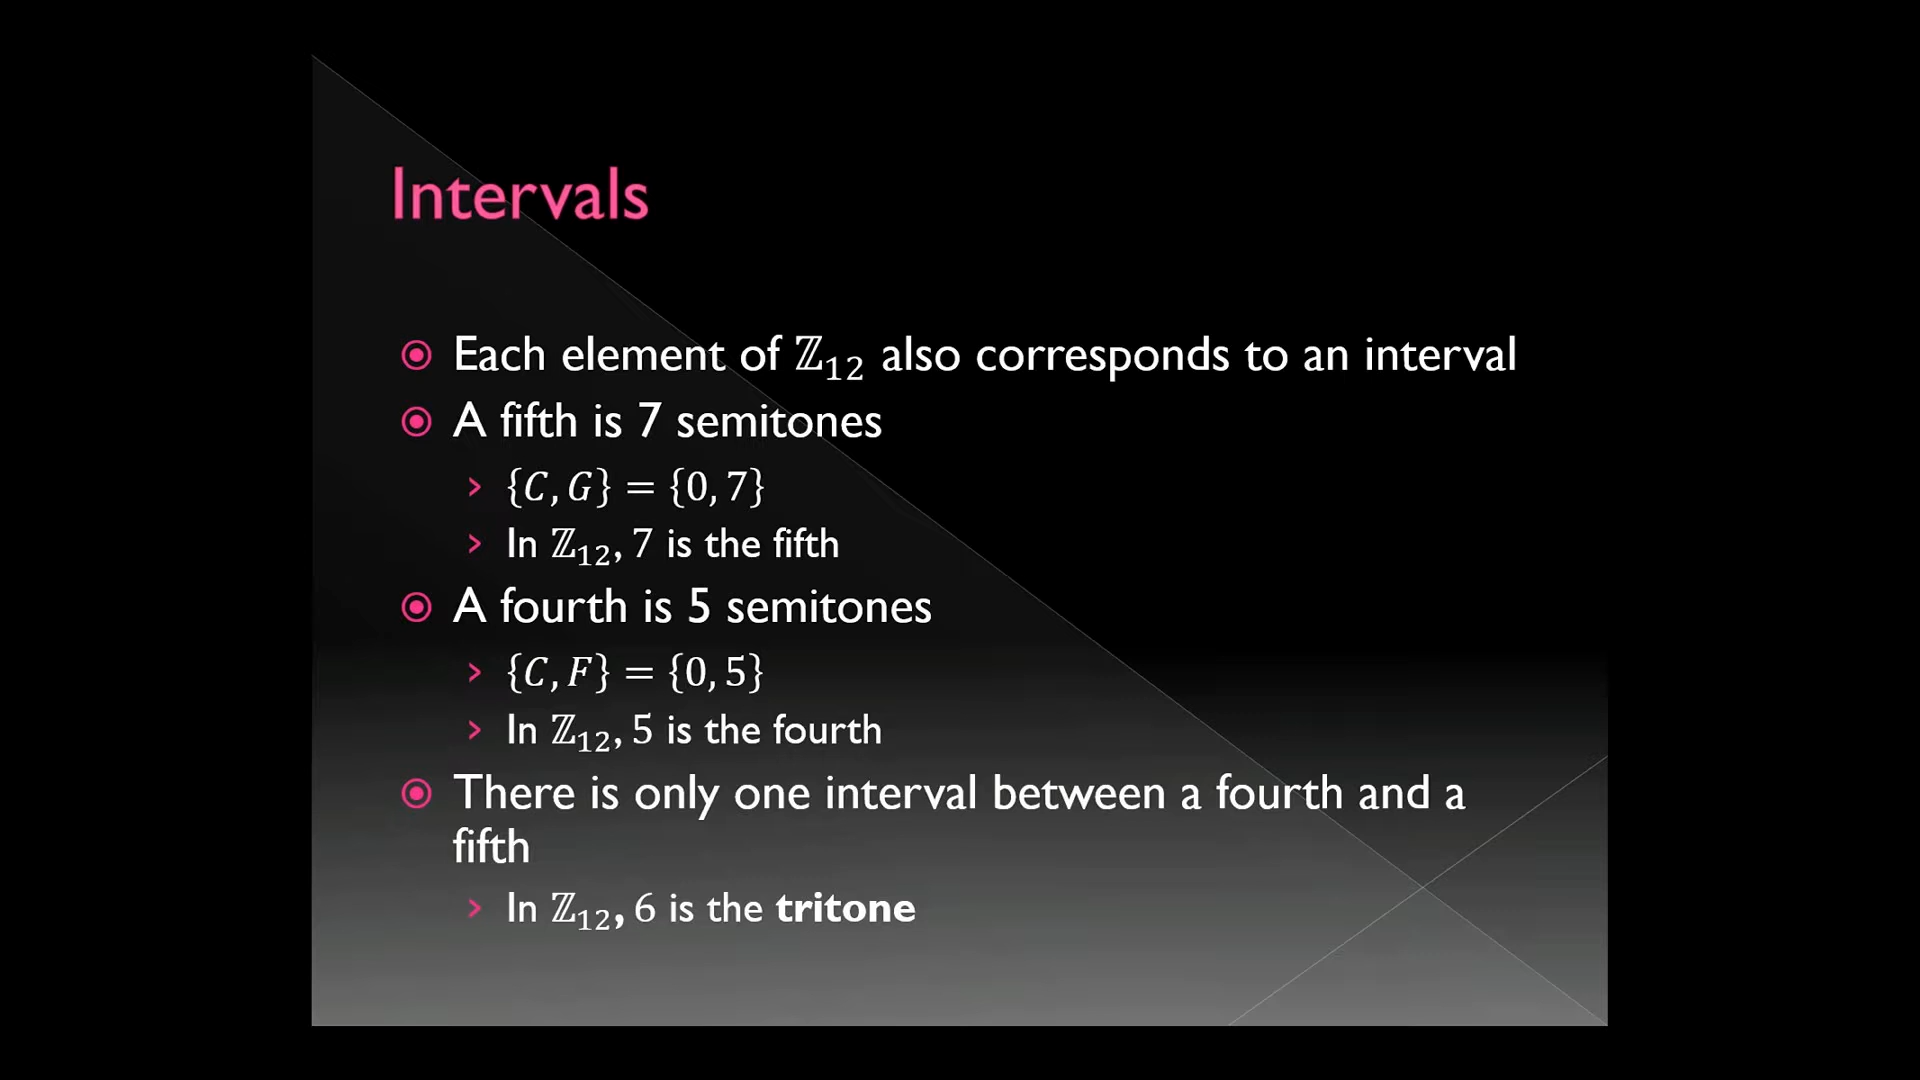 Intervals
Each element of ℤ₁₂ also corresponds to an interval
A fifth is 7 semitones
{C, G} = {0, 7}
In ℤ₁₂, 7 is the fifth
A fourth is 5 semitones
{C, F} = {0, 5}
In ℤ₁₂, 5 is the fourth
There is only one interval between a fourth and a
fifth
In ℤ₁₂, 6 is the tritone